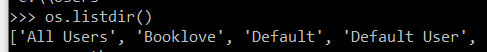 >>> os.listdir()
['All Users', 'Booklove', 'Default', 'Default User',